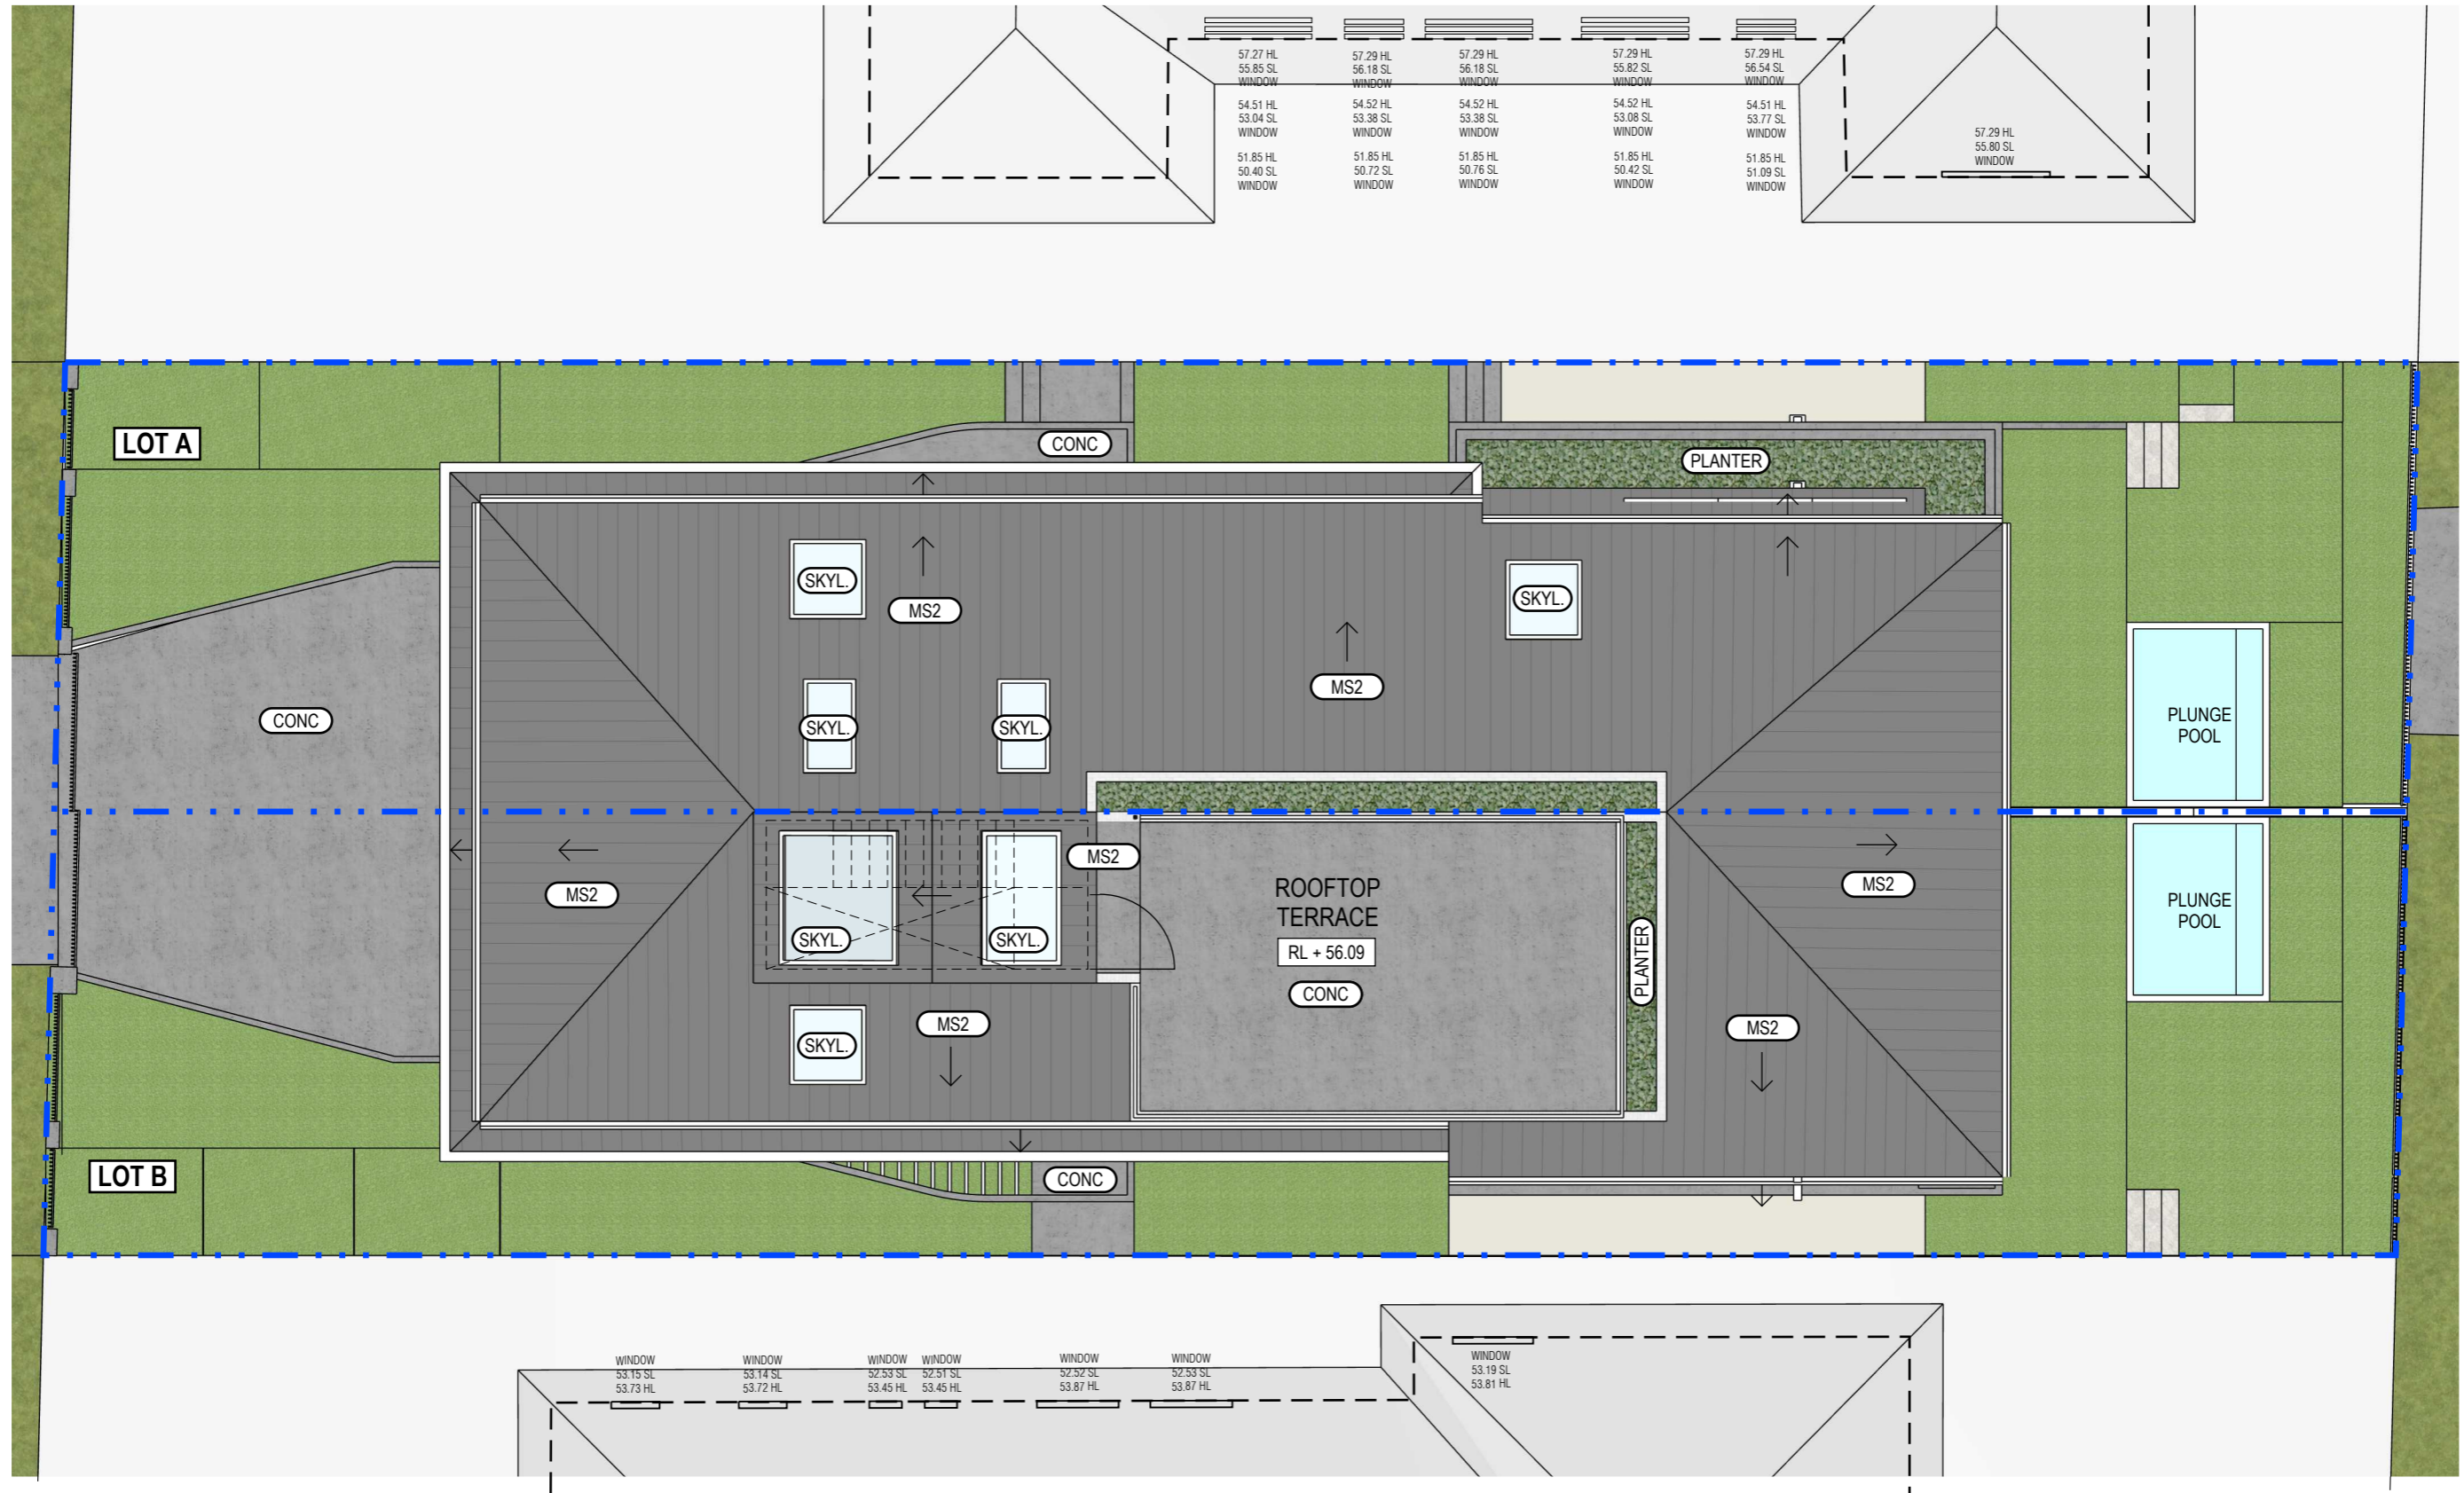 57.27 HL
55.85 SL
WINDOW
57.29 HL
56.18 SL
WINDOW
57.29 HL
56.18 SL
WINDOW
57.29 HL
55.82 SL
WINDOW
57.29 HL
56.54 SL
WINDOW
54.51 HL
53.04 SL
WINDOW
54.52 HL
53.38 SL
WINDOW
54.52 HL
53.38 SL
WINDOW
54.52 HL
53.08 SL
WINDOW
54.51 HL
53.77 SL
WINDOW
57.29 HL
55.80 SL
WINDOW
51.85 HL
50.40 SL
WINDOW
51.85 HL
50.72 SL
WINDOW
51.85 HL
50.76 SL
WINDOW
51.85 HL
50.42 SL
WINDOW
51.85 HL
51.09 SL
WINDOW
LOT A
CONC
PLANTER
SKYL.
MS2
SKYL.
MS2
CONC
SKYL.
SKYL.
PLUNGE
POOL
MS2
MS2
ROOFTOP
TERRACE
RL + 56.09
CONC
MS2
SKYL.
SKYL.
PLANTER
MS2
PLUNGE
POOL
SKYL.
MS2
MS2
LOT B
CONC
WINDOW
53.15 SL
53.73 HL
WINDOW
53.14 SL
53.72 HL
WINDOW
52.53 SL
53.45 HL
WINDOW
52.51 SL
53.45 HL
WINDOW
52.52 SL
53.87 HL
WINDOW
52.53 SL
53.87 HL
WINDOW
53.19 SL
53.81 HL